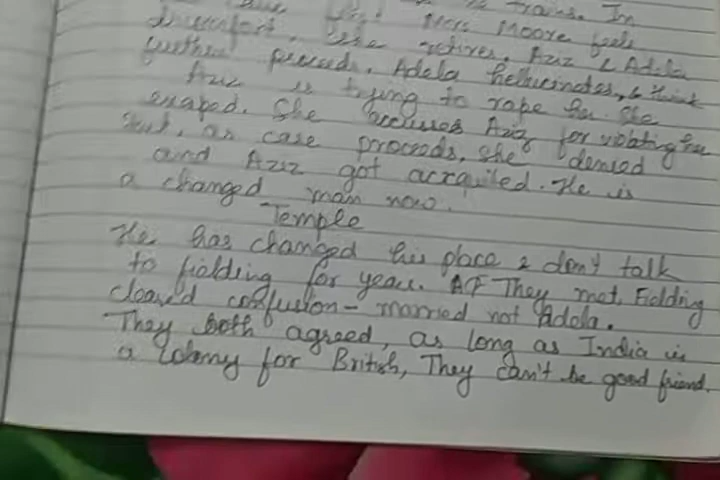 trains. In
Mrs Moore feels
discomfort, she retires. Aziz & Adela
further proceeds. Adela hellucinates, & think
Aziz is trying to rape her. She
escaped. She accuses Aziz for violating her
but, as case proceeds, she denied
and Aziz got acrquited. He is
a changed man now.
Temple
He has changed his place & don't talk
to fielding for years. They met, Fielding
cleared confusion - married not Adela.
They both agreed, as long as India is
a colony for British, They can't be good friend.